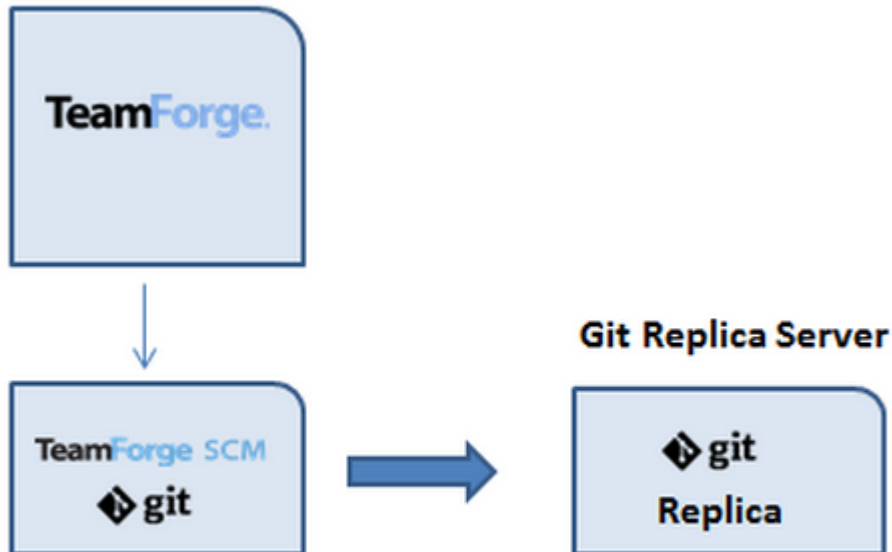 TeamForge.
Git Replica Server
TeamForge SCM
git
git
Replica